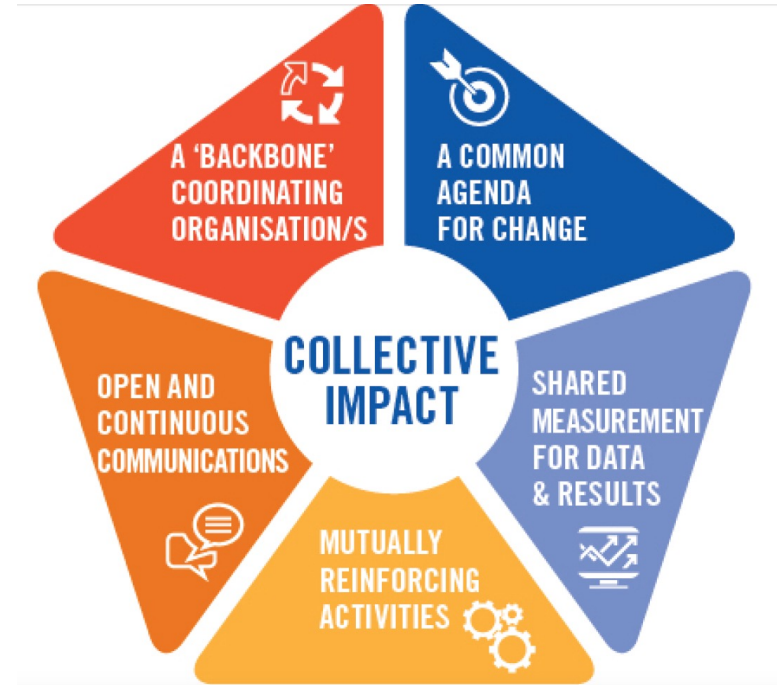 A ‘BACKBONE’
COORDINATING
ORGANISATION/S
A COMMON
AGENDA
FOR CHANGE
COLLECTIVE
IMPACT
OPEN AND
CONTINUOUS
COMMUNICATIONS
SHARED
MEASUREMENT
FOR DATA
& RESULTS
MUTUALLY
REINFORCING
ACTIVITIES